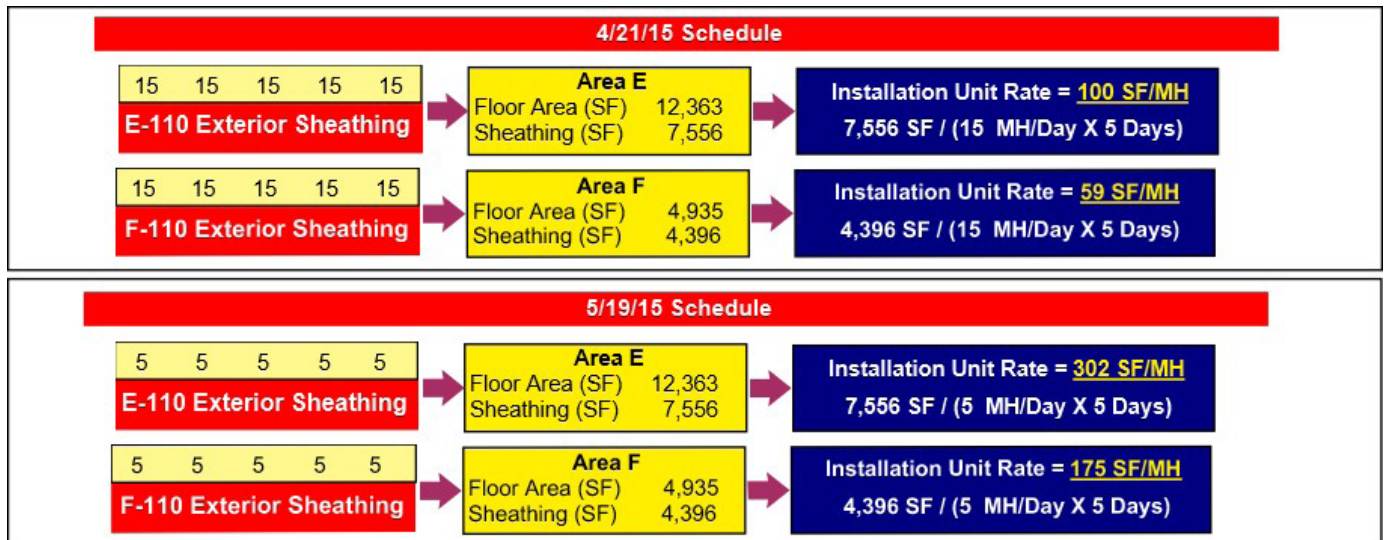 4/21/15 Schedule
15 15 15 15 15
E-110 Exterior Sheathing
Area E
Floor Area (SF) 12,363
Sheathing (SF) 7,556
Installation Unit Rate = 100 SF/MH
7,556 SF / (15 MH/Day X 5 Days)
15 15 15 15 15
F-110 Exterior Sheathing
Area F
Floor Area (SF) 4,935
Sheathing (SF) 4,396
Installation Unit Rate = 59 SF/MH
4,396 SF / (15 MH/Day X 5 Days)
5/19/15 Schedule
5 5 5 5 5
E-110 Exterior Sheathing
Area E
Floor Area (SF) 12,363
Sheathing (SF) 7,556
Installation Unit Rate = 302 SF/MH
7,556 SF / (5 MH/Day X 5 Days)
5 5 5 5 5
F-110 Exterior Sheathing
Area F
Floor Area (SF) 4,935
Sheathing (SF) 4,396
Installation Unit Rate = 175 SF/MH
4,396 SF / (5 MH/Day X 5 Days)